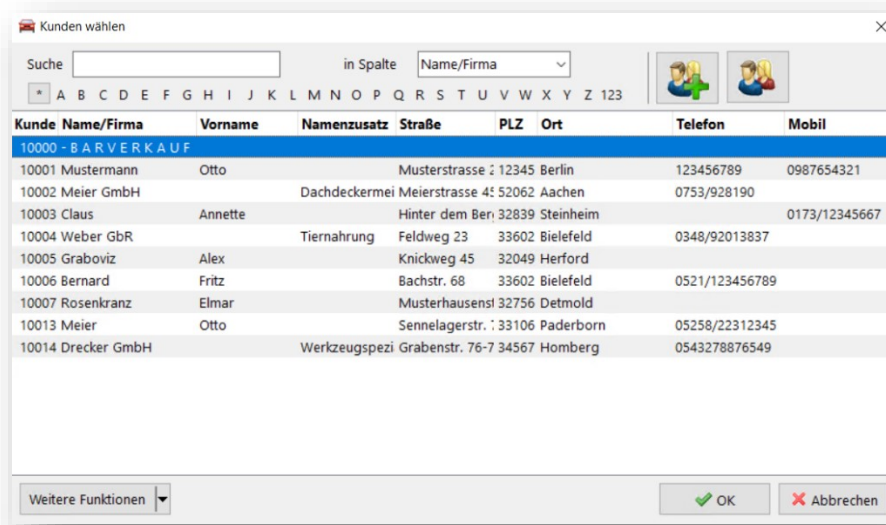 Kunden wählen
Suche in Spalte Name/Firma
* A B C D E F G H I J K L M N O P Q R S T U V W X Y Z 123
Kunde Name/Firma Vorname Namenzusatz Straße PLZ Ort Telefon Mobil
10000 - B A R V E R K A U F
10001 Mustermann Otto Musterstrasse 12345 Berlin 123456789 0987654321
10002 Meier GmbH Dachdeckermei Meierstrasse 45 52062 Aachen 0753/928190
10003 Claus Annette Hinter dem Ber 32839 Steinheim 0173/12345667
10004 Weber GbR Tiernahrung Feldweg 23 33602 Bielefeld 0348/92013837
10005 Graboviz Alex Knickweg 45 32049 Herford
10006 Bernard Fritz Bachstr. 68 33602 Bielefeld 0521/123456789
10007 Rosenkranz Elmar Musterhausenst 32756 Detmold
10013 Meier Otto Sennelagerstr. 33106 Paderborn 05258/22312345
10014 Drecker GmbH Werkzeugspezi Grabenstr. 76-7 34567 Homberg 0543278876549
Weitere Funktionen OK Abbrechen